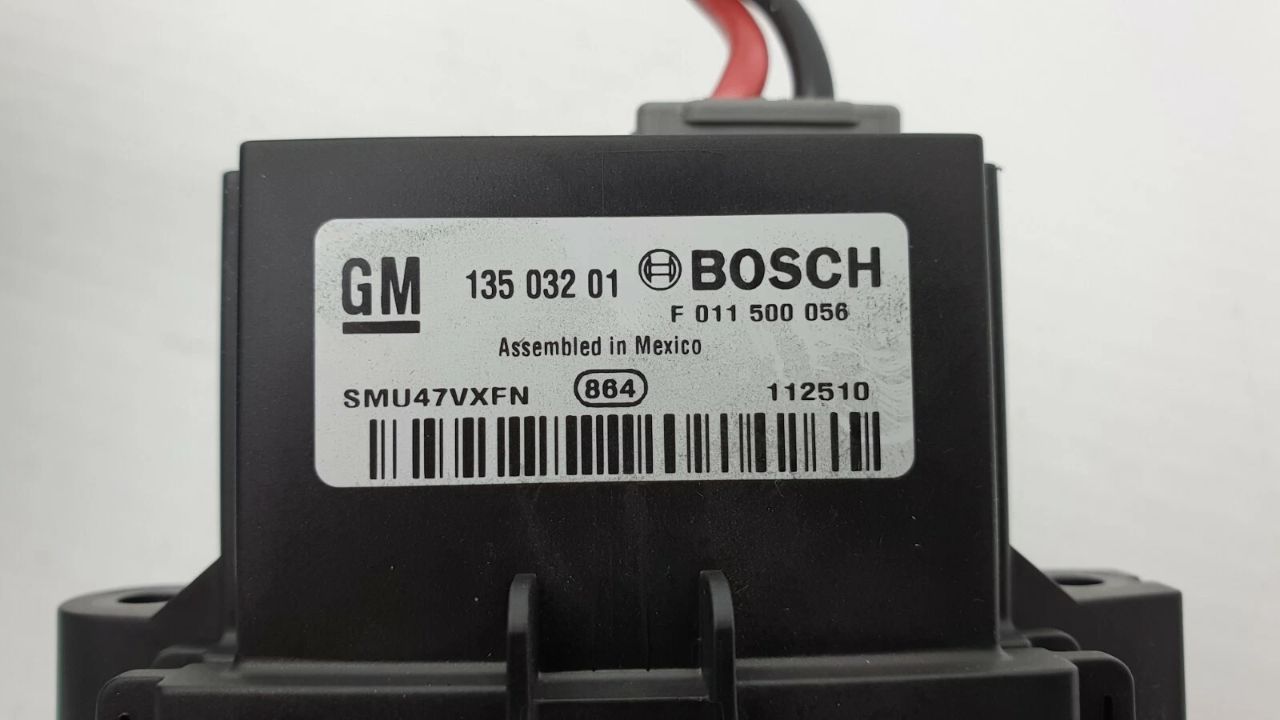 GM 135 032 01 BOSCH
F 011 500 056
Assembled in Mexico
SMU47VXFN 864 112510